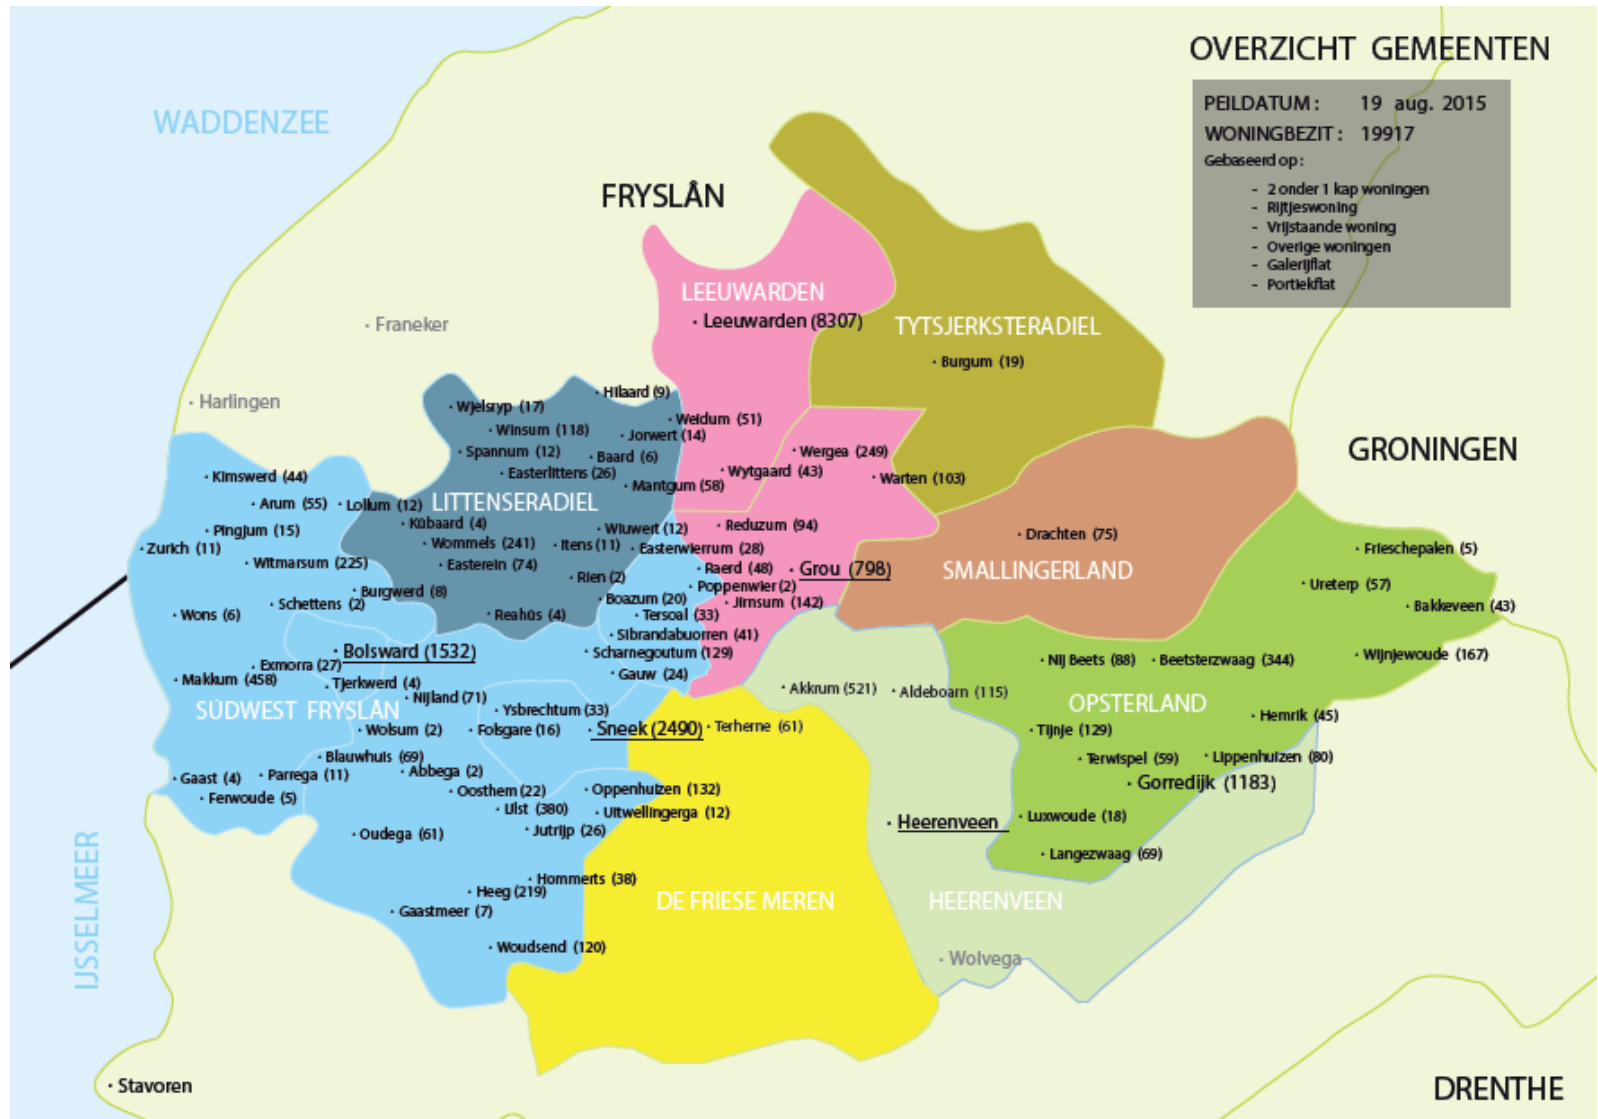 OVERZICHT GEMEENTEN
PEILDATUM : 19 aug. 2015
WONINGBEZIT : 19917
Gebaseerd op :
- 2 onder 1 kap woningen
- Rijtjeswoning
- Vrijstaande woning
- Overige woningen
- Galerijflat
- Portiekflat
WADDENZEE
FRYSLÂN
LEEUWARDEN
· Leeuwarden (8307)
· Franeker
TYTSJERKSTERADIEL
· Burgum (19)
· Harlingen
· Hilaard (9)
· Wjelsryp (17)
· Weidum (51)
· Winsum (118)
· Jorwert (14)
· Spannum (12)
· Baard (6)
· Wergea (249)
GRONINGEN
· Kimswerd (44)
· Easterlittens (26)
· Wytgaard (43)
· Warten (103)
· Mantgum (58)
· Arum (55)
· Lollum (12)
LITTENSERADIEL
· Kûbaard (4)
· Wiuwert (12)
· Reduzum (94)
· Pingjum (15)
· Drachten (75)
· Zurich (11)
· Wommels (241)
· Itens (11)
· Easterwierrum (28)
· Frieschepalen (5)
· Witmarsum (225)
· Easterein (74)
· Raerd (48)
· Grou (798)
SMALLINGERLAND
· Rien (2)
· Poppenwier (2)
· Ureterp (57)
· Burgwerd (8)
· Schettens (2)
· Boazum (20)
· Jirnsum (142)
· Bakkeveen (43)
· Wons (6)
· Reahûs (4)
· Tersoal (33)
· Sibrandabuorren (41)
· Bolsward (1532)
· Scharnegoutum (129)
· Nij Beets (88)
· Beetsterzwaag (344)
· Wijnjewoude (167)
· Exmorra (27)
· Gauw (24)
· Makkum (458)
· Tjerkwerd (4)
· Akkrum (521)
· Aldeboarn (115)
· Nijland (71)
OPSTERLAND
SÚDWEST FRYSLÂN
· Ysbrechtum (33)
· Hemrik (45)
· Wolsum (2)
· Folsgare (16)
· Sneek (2490)
· Terherne (61)
· Tijnje (129)
· Blauwhuis (69)
· Terwispel (59)
· Lippenhuizen (80)
· Gaast (4)
· Parrega (11)
· Abbega (2)
· Gorredijk (1183)
· Ferwoude (5)
· Oosthem (22)
· Oppenhuizen (132)
· IJlst (380)
· Uitwellingerga (12)
· Luxwoude (18)
· Heerenveen
· Oudega (61)
· Jutrijp (26)
· Langezwaag (69)
· Hommerts (38)
· Heeg (219)
DE FRIESE MEREN
HEERENVEEN
· Gaastmeer (7)
IJSSELMEER
· Woudsend (120)
· Wolvega
· Stavoren
DRENTHE